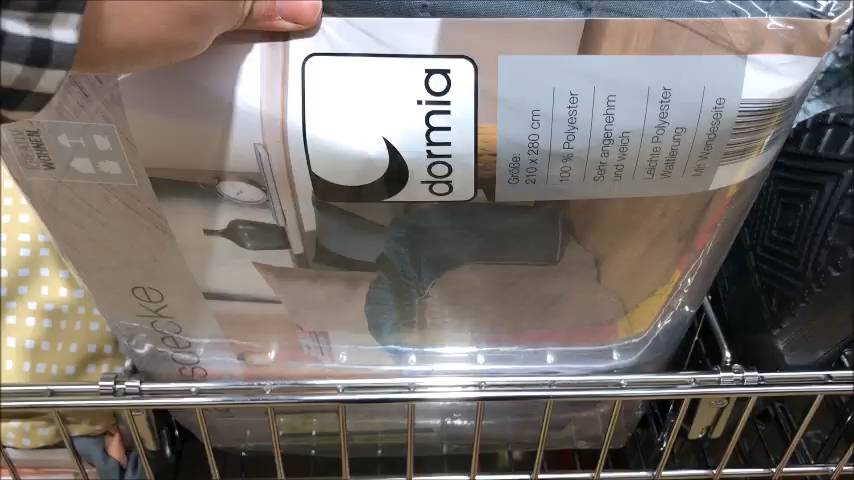 dormia
Größe:
210 x 280 cm
100 % Polyester
Sehr angenehm
und weich
Leichte Polyester
Wattierung
Mit Wendeseite
WOHNEN.
sdecke